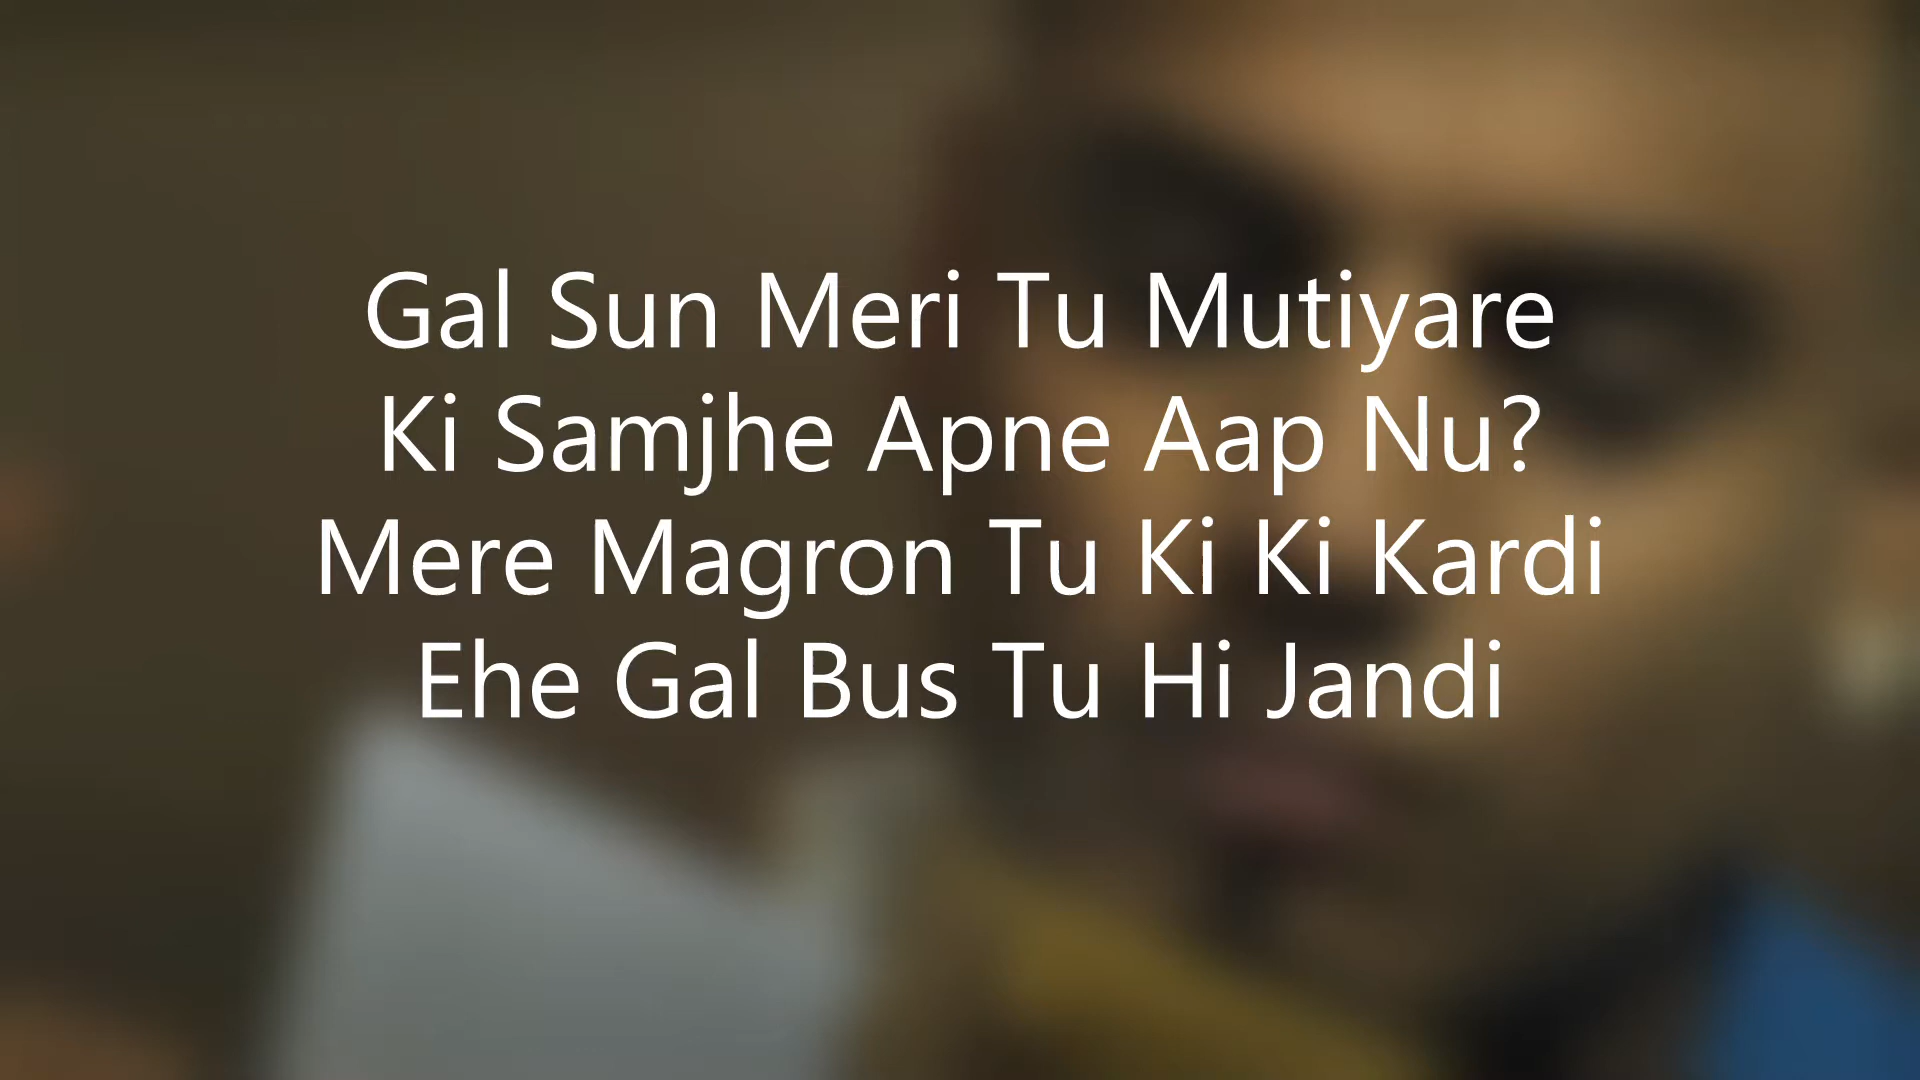 Gal Sun Meri Tu Mutiyare
Ki Samjhe Apne Aap Nu?
Mere Magron Tu Ki Ki Kardi
Ehe Gal Bus Tu Hi Jandi